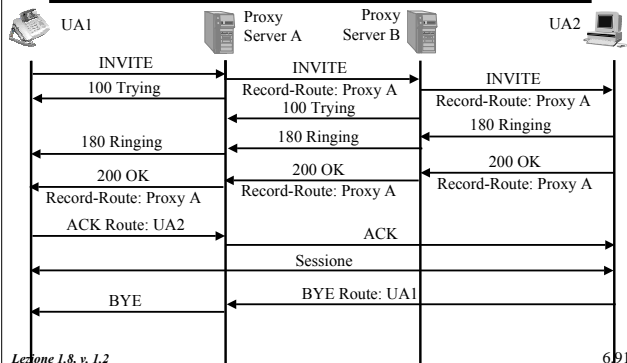 UA1
Proxy
Server A
Proxy
Server B
UA2
INVITE
INVITE
INVITE
100 Trying
Record-Route: Proxy A
Record-Route: Proxy A
100 Trying
180 Ringing
180 Ringing
180 Ringing
200 OK
200 OK
200 OK
Record-Route: Proxy A
Record-Route: Proxy A
Record-Route: Proxy A
ACK Route: UA2
ACK
Sessione
BYE Route: UA1
BYE
Lezione 1.8, v. 1.2
6.91